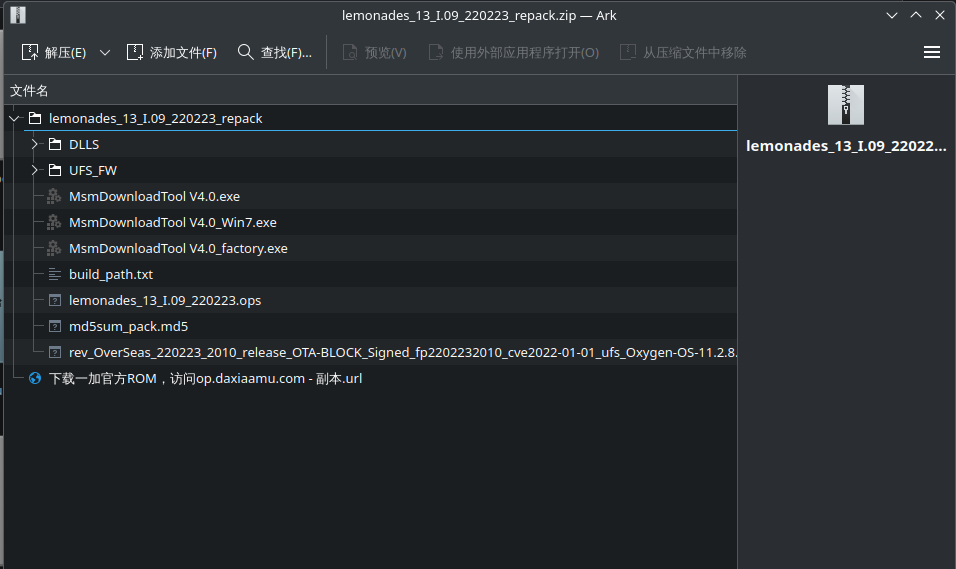 lemonades_13_I.09_220223_repack.zip — Ark
解压(E) 添加文件(F) 查找(F)... 预览(V) 使用外部应用程序打开(O) 从压缩文件中移除
文件名
lemonades_13_I.09_220223_repack
DLLS
UFS_FW
MsmDownloadTool V4.0.exe
MsmDownloadTool V4.0_Win7.exe
MsmDownloadTool V4.0_factory.exe
build_path.txt
lemonades_13_I.09_220223.ops
md5sum_pack.md5
rev_OverSeas_220223_2010_release_OTA-BLOCK_Signed_fp2202232010_cve2022-01-01_ufs_Oxygen-OS-11.2.8.
下载一加官方ROM，访问op.daxiaamu.com - 副本.url
lemonades_13_I.09_22022...